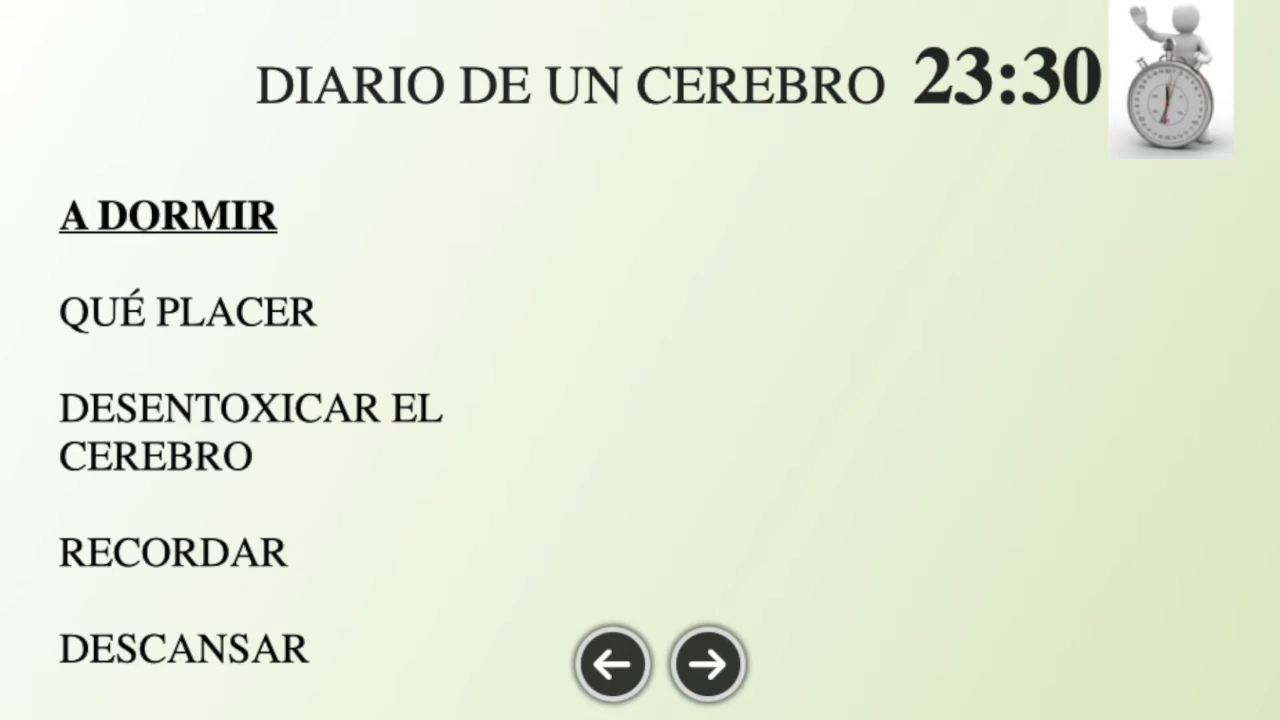 DIARIO DE UN CEREBRO 23:30
A DORMIR
QUÉ PLACER
DESENTOXICAR EL
CEREBRO
RECORDAR
DESCANSAR